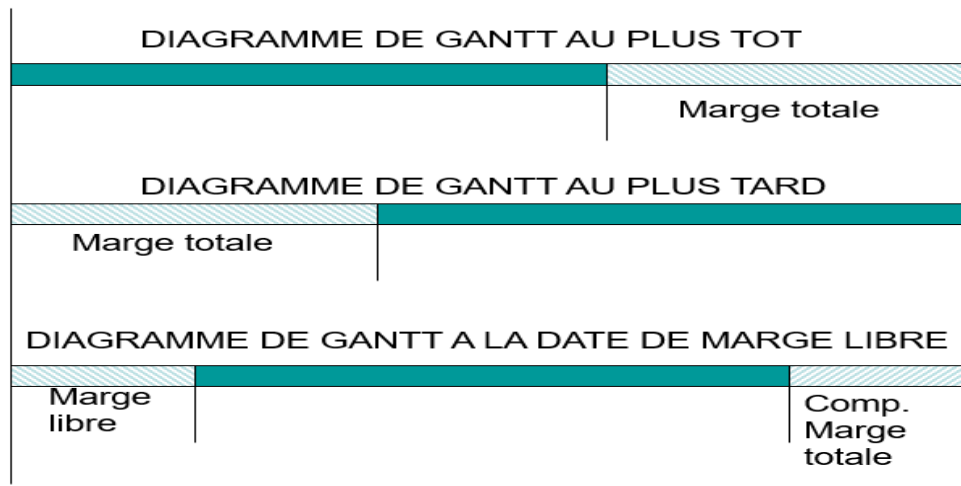 DIAGRAMME DE GANTT AU PLUS TOT
Marge totale
DIAGRAMME DE GANTT AU PLUS TARD
Marge totale
DIAGRAMME DE GANTT A LA DATE DE MARGE LIBRE
Marge
libre
Comp.
Marge
totale